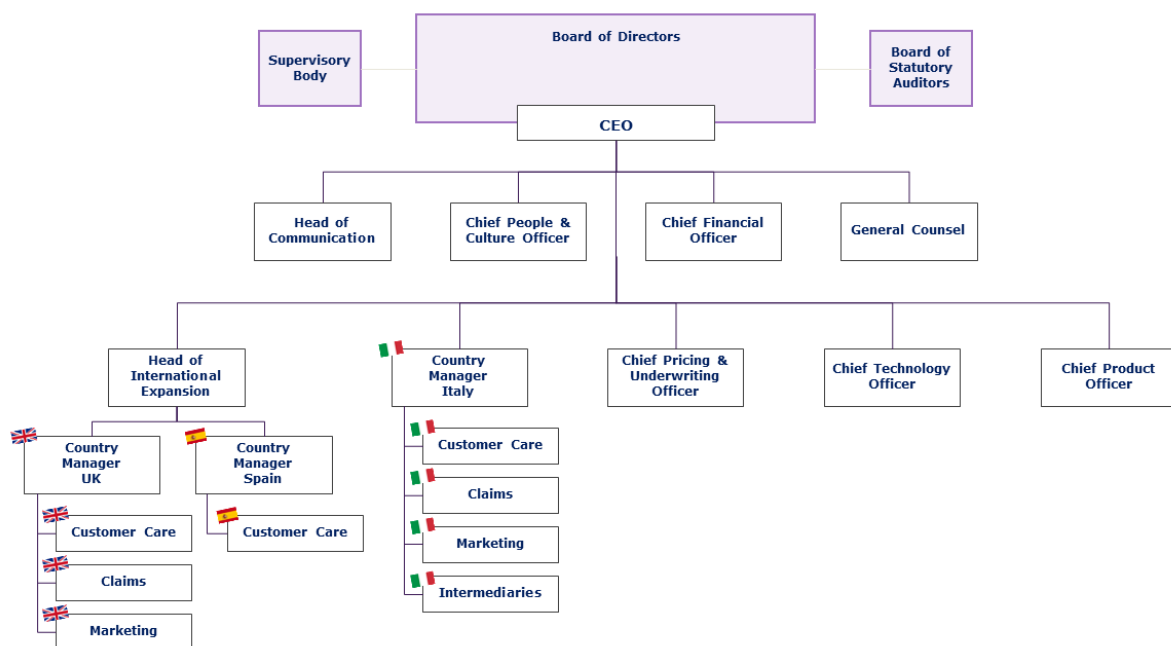 Board of Directors
Supervisory
Body
Board of
Statutory
Auditors
CEO
Head of
Communication
Chief People &
Culture Officer
Chief Financial
Officer
General Counsel
Head of
International
Expansion
Country
Manager
Italy
Chief Pricing &
Underwriting
Officer
Chief Technology
Officer
Chief Product
Officer
Country
Manager
UK
Country
Manager
Spain
Customer Care
Claims
Marketing
Customer Care
Customer Care
Claims
Marketing
Intermediaries